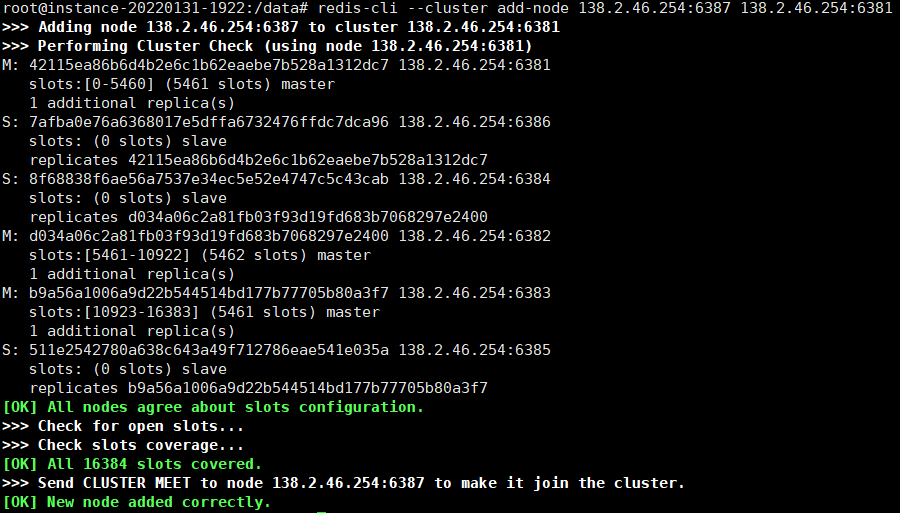 root@instance-20220131-1922:/data# redis-cli --cluster add-node 138.2.46.254:6387 138.2.46.254:6381
>>> Adding node 138.2.46.254:6387 to cluster 138.2.46.254:6381
>>> Performing Cluster Check (using node 138.2.46.254:6381)
M: 42115ea86b6d4b2e6c1b62eaebe7b528a1312dc7 138.2.46.254:6381
   slots:[0-5460] (5461 slots) master
   1 additional replica(s)
S: 7afba0e76a6368017e5dffa6732476ffdc7dca96 138.2.46.254:6386
   slots: (0 slots) slave
   replicates 42115ea86b6d4b2e6c1b62eaebe7b528a1312dc7
S: 8f68838f6ae56a7537e34ec5e52e4747c5c43cab 138.2.46.254:6384
   slots: (0 slots) slave
   replicates d034a06c2a81fb03f93d19fd683b7068297e2400
M: d034a06c2a81fb03f93d19fd683b7068297e2400 138.2.46.254:6382
   slots:[5461-10922] (5462 slots) master
   1 additional replica(s)
M: b9a56a1006a9d22b544514bd177b77705b80a3f7 138.2.46.254:6383
   slots:[10923-16383] (5461 slots) master
   1 additional replica(s)
S: 511e2542780a638c643a49f712786eae541e035a 138.2.46.254:6385
   slots: (0 slots) slave
   replicates b9a56a1006a9d22b544514bd177b77705b80a3f7
[OK] All nodes agree about slots configuration.
>>> Check for open slots...
>>> Check slots coverage...
[OK] All 16384 slots covered.
>>> Send CLUSTER MEET to node 138.2.46.254:6387 to make it join the cluster.
[OK] New node added correctly.